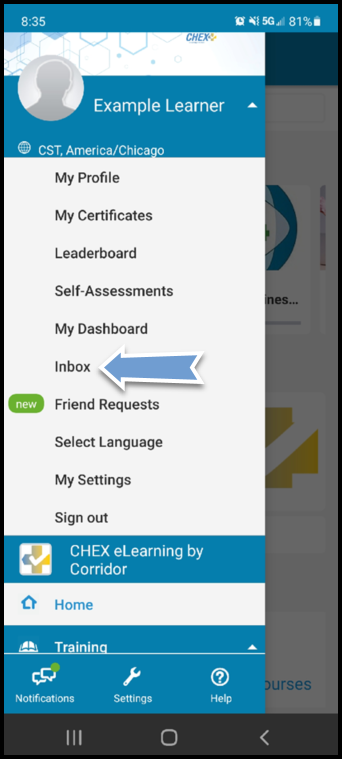 8:35 5G 81%
CHEX
Example Learner
CST, America/Chicago
My Profile
My Certificates
Leaderboard
Self-Assessments
ines...
My Dashboard
Inbox
new Friend Requests
Select Language
My Settings
Sign out
CHEX eLearning by
Corridor
Home
Training
ourses
Notifications Settings Help